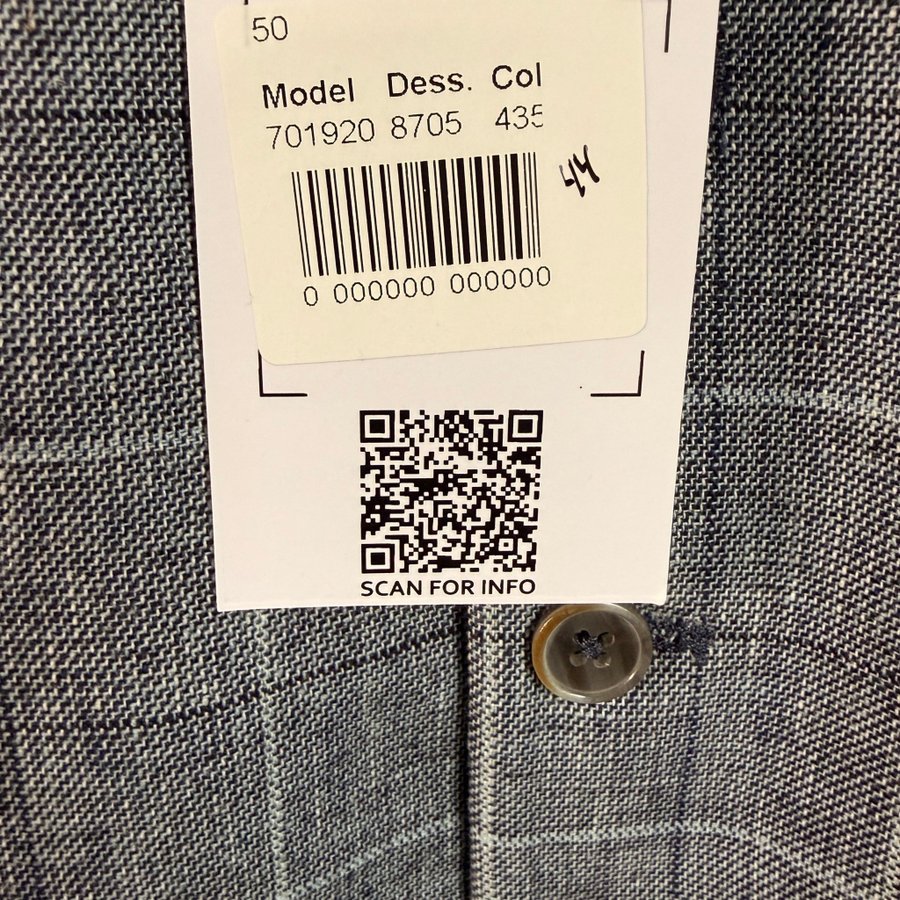 50
Model Dess. Col
701920 8705 435
44
0 000000 000000
SCAN FOR INFO